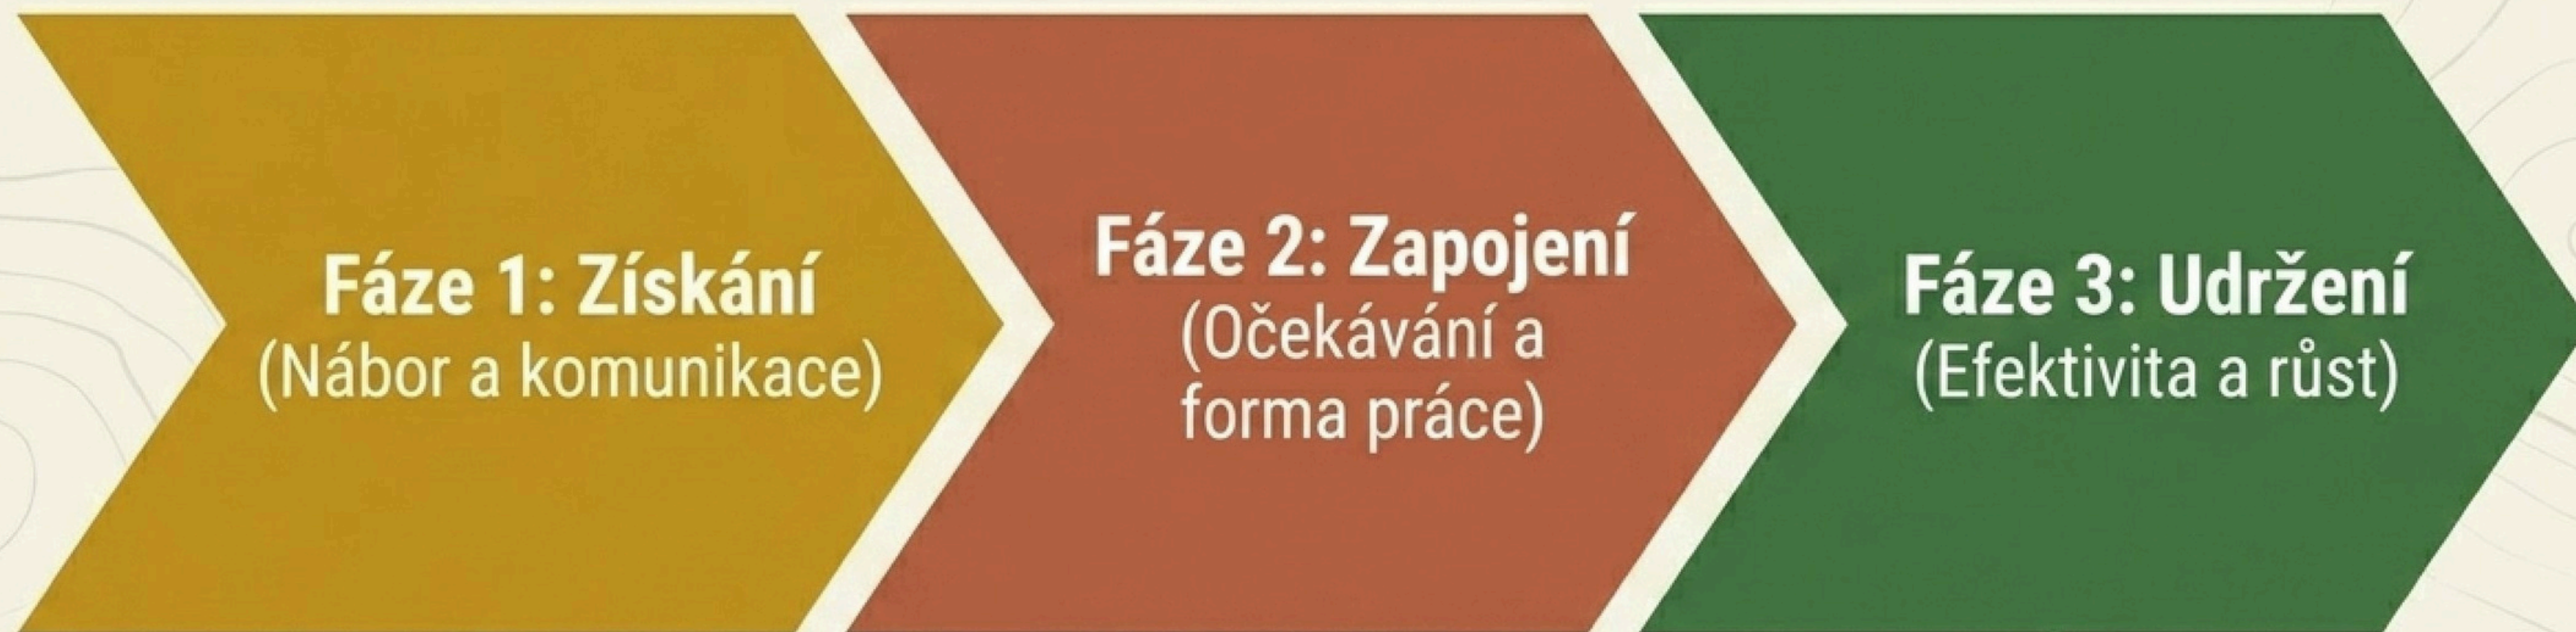 Fáze 1: Získání
(Nábor a komunikace)
Fáze 2: Zapojení
(Očekávání a
forma práce)
Fáze 3: Udržení
(Efektivita a růst)